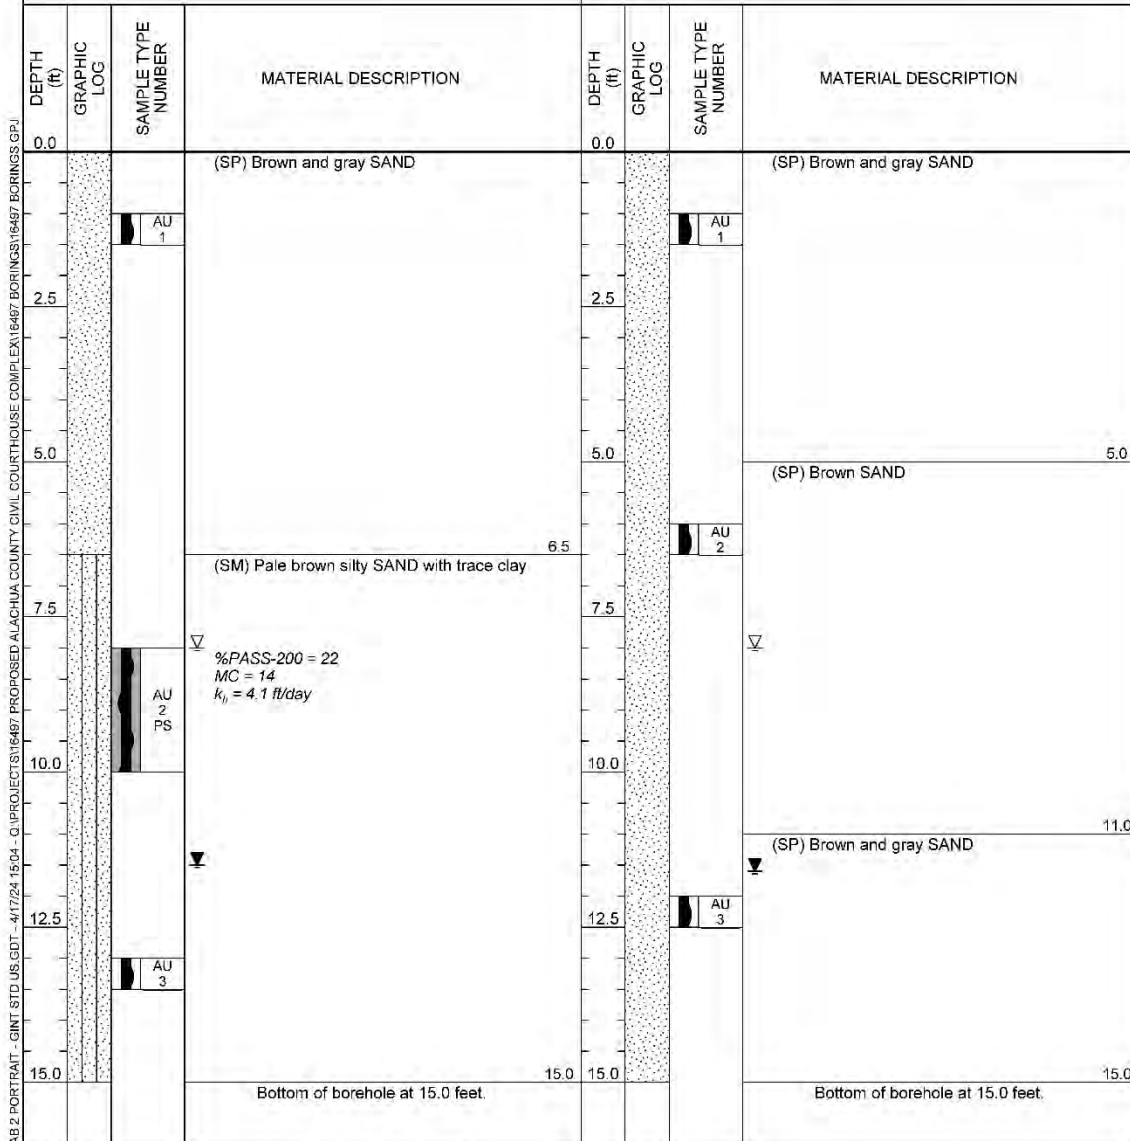 DEPTH
(ft)
GRAPHIC
LOG
SAMPLE TYPE
NUMBER
MATERIAL DESCRIPTION
0.0
(SP) Brown and gray SAND
AU
1
2.5
5.0
6.5
(SM) Pale brown silty SAND with trace clay
7.5
%PASS-200 = 22
MC = 14
kh = 4.1 ft/day
AU
2
PS
10.0
12.5
AU
3
15.0
15.0
Bottom of borehole at 15.0 feet.
DEPTH
(ft)
GRAPHIC
LOG
SAMPLE TYPE
NUMBER
MATERIAL DESCRIPTION
0.0
(SP) Brown and gray SAND
AU
1
2.5
5.0
5.0
(SP) Brown SAND
AU
2
7.5
10.0
11.0
(SP) Brown and gray SAND
AU
3
12.5
15.0
15.0
Bottom of borehole at 15.0 feet.
AB 2 PORTRAIT - GINT STD US.GDT - 4/17/24 15:04 - Q:\PROJECTS\16497 PROPOSED ALACHUA COUNTY CIVIL COURTHOUSE COMPLEX\16497 BORINGS\16497 BORINGS.GPJ